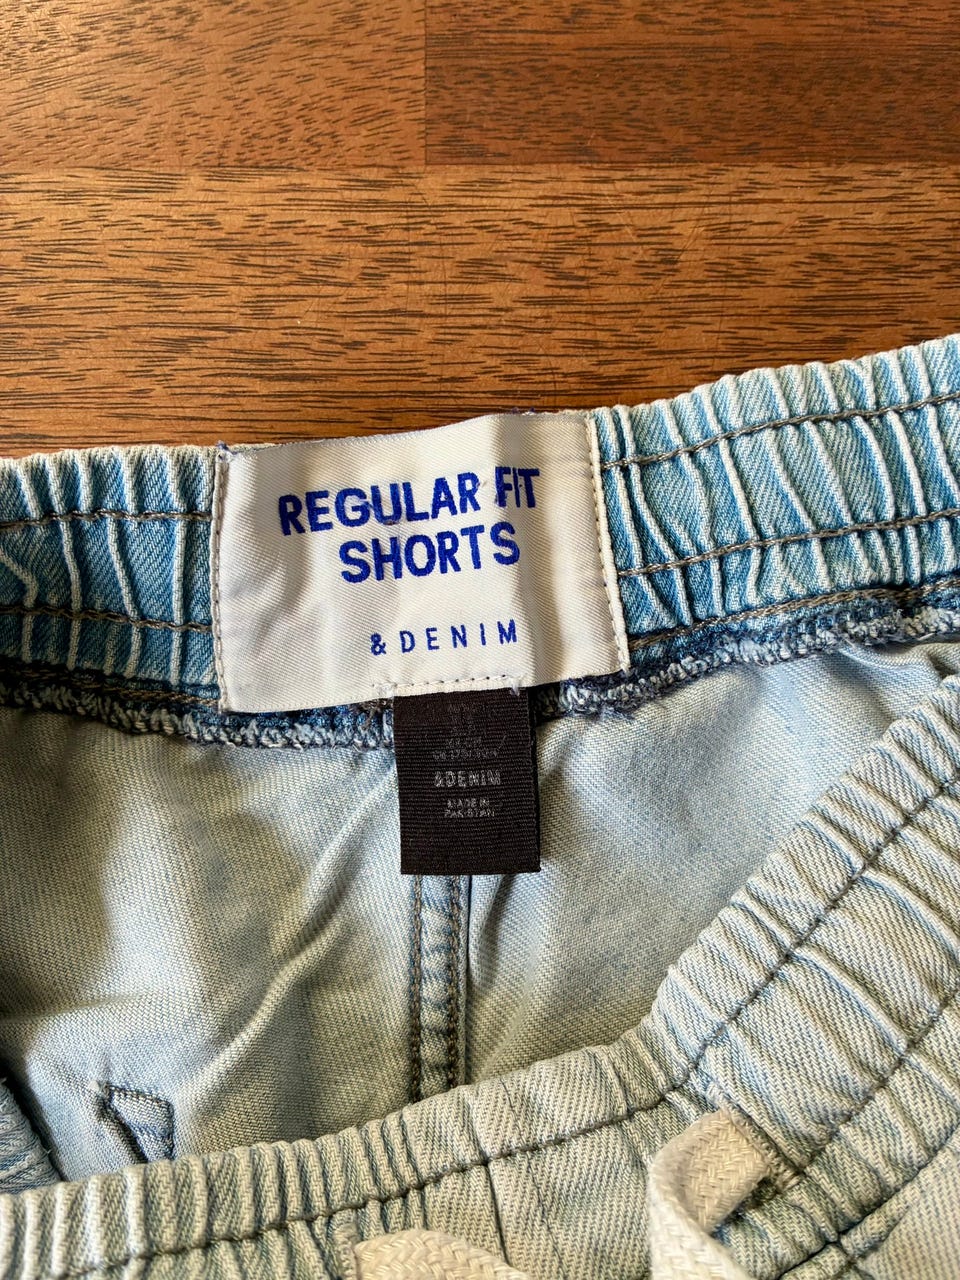 REGULAR FIT
SHORTS
& DENIM
&DENIM
MADE IN
PAKISTAN